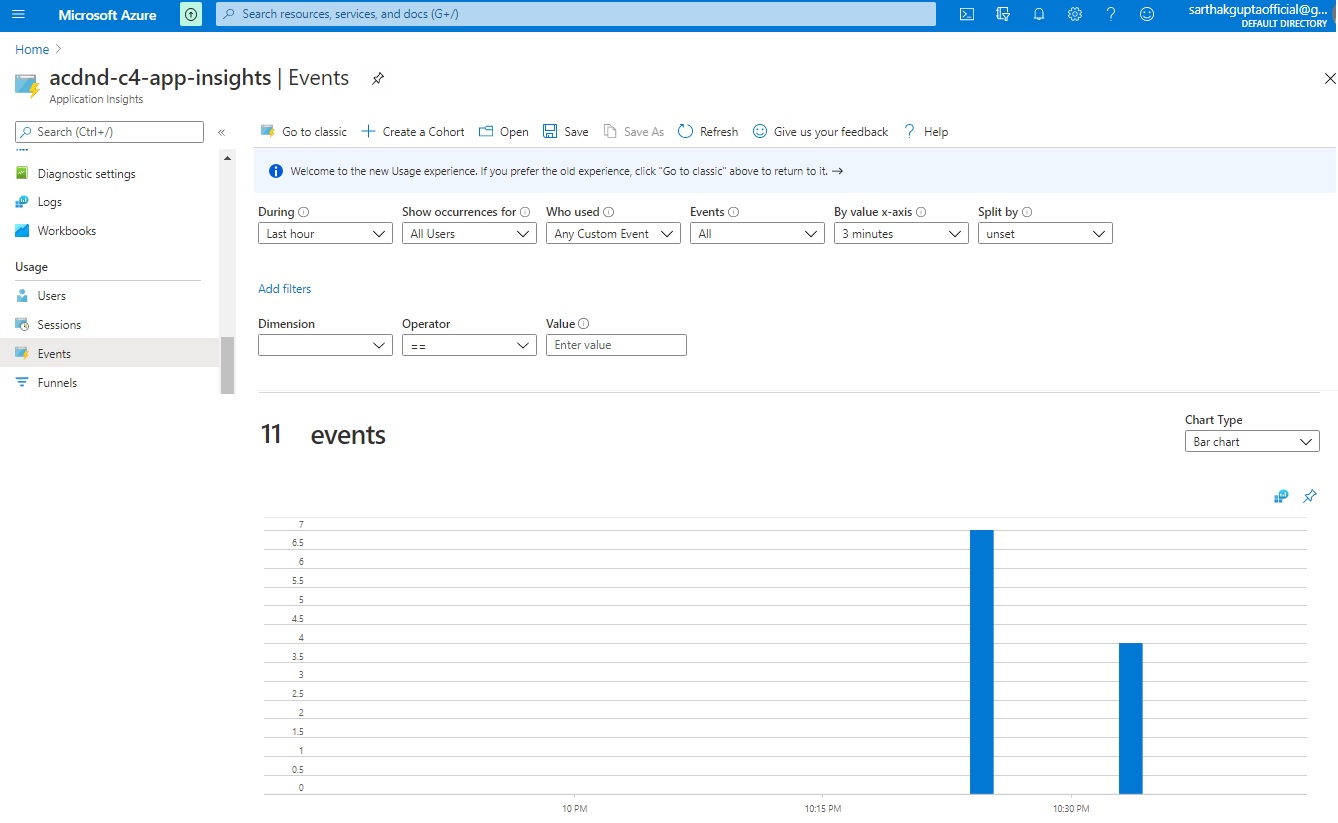 Microsoft Azure
Search resources, services, and docs (G+/)
sarthakguptaofficial@g...
DEFAULT DIRECTORY
Home
acdnd-c4-app-insights | Events
Application Insights
Search (Ctrl+/)
«
Go to classic
Create a Cohort
Open
Save
Save As
Refresh
Give us your feedback
? Help
Diagnostic settings
Logs
Workbooks
Usage
Users
Sessions
Events
Funnels
Welcome to the new Usage experience. If you prefer the old experience, click "Go to classic" above to return to it. →
During
Show occurrences for
Who used
Events
By value x-axis
Split by
Last hour
All Users
Any Custom Event
All
3 minutes
unset
Add filters
Dimension
Operator
Value
==
Enter value
11 events
Chart Type
Bar chart
7
6.5
6
5.5
5
4.5
4
3.5
3
2.5
2
1.5
1
0.5
0
10 PM
10:15 PM
10:30 PM